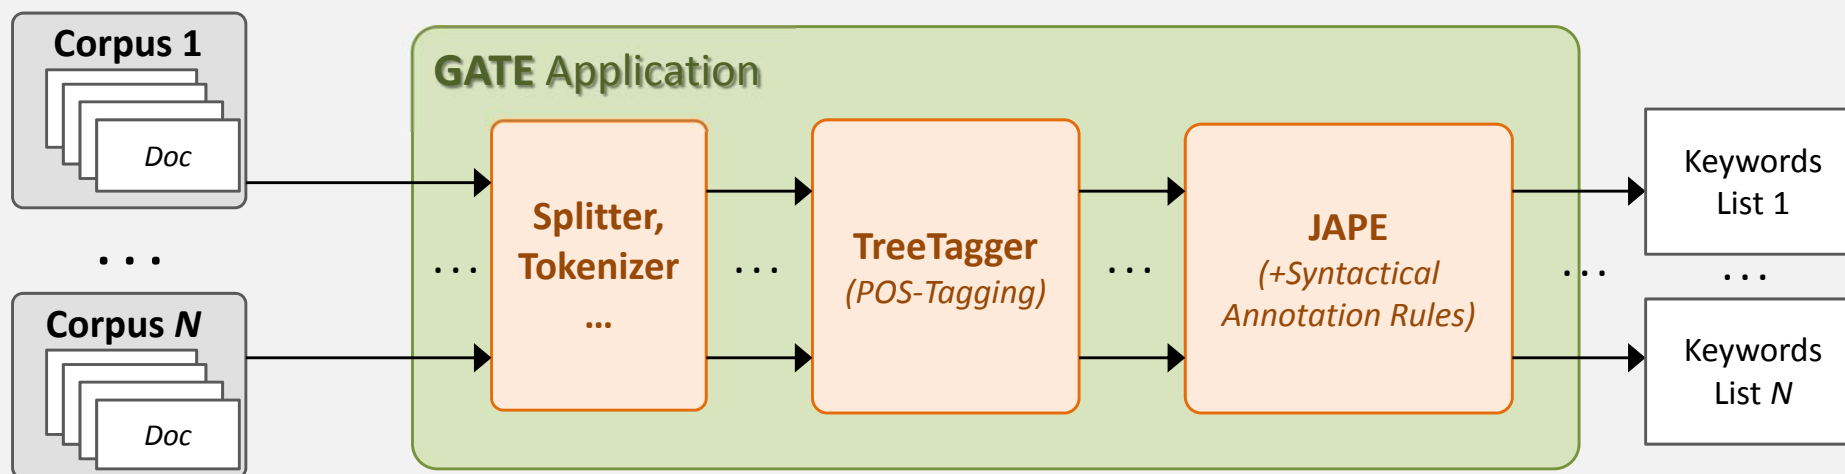 Corpus 1
Doc
...
Corpus N
Doc
GATE Application
...
Splitter,
Tokenizer
...
...
TreeTagger
(POS-Tagging)
...
JAPE
(+Syntactical
Annotation Rules)
...
Keywords
List 1
...
Keywords
List N